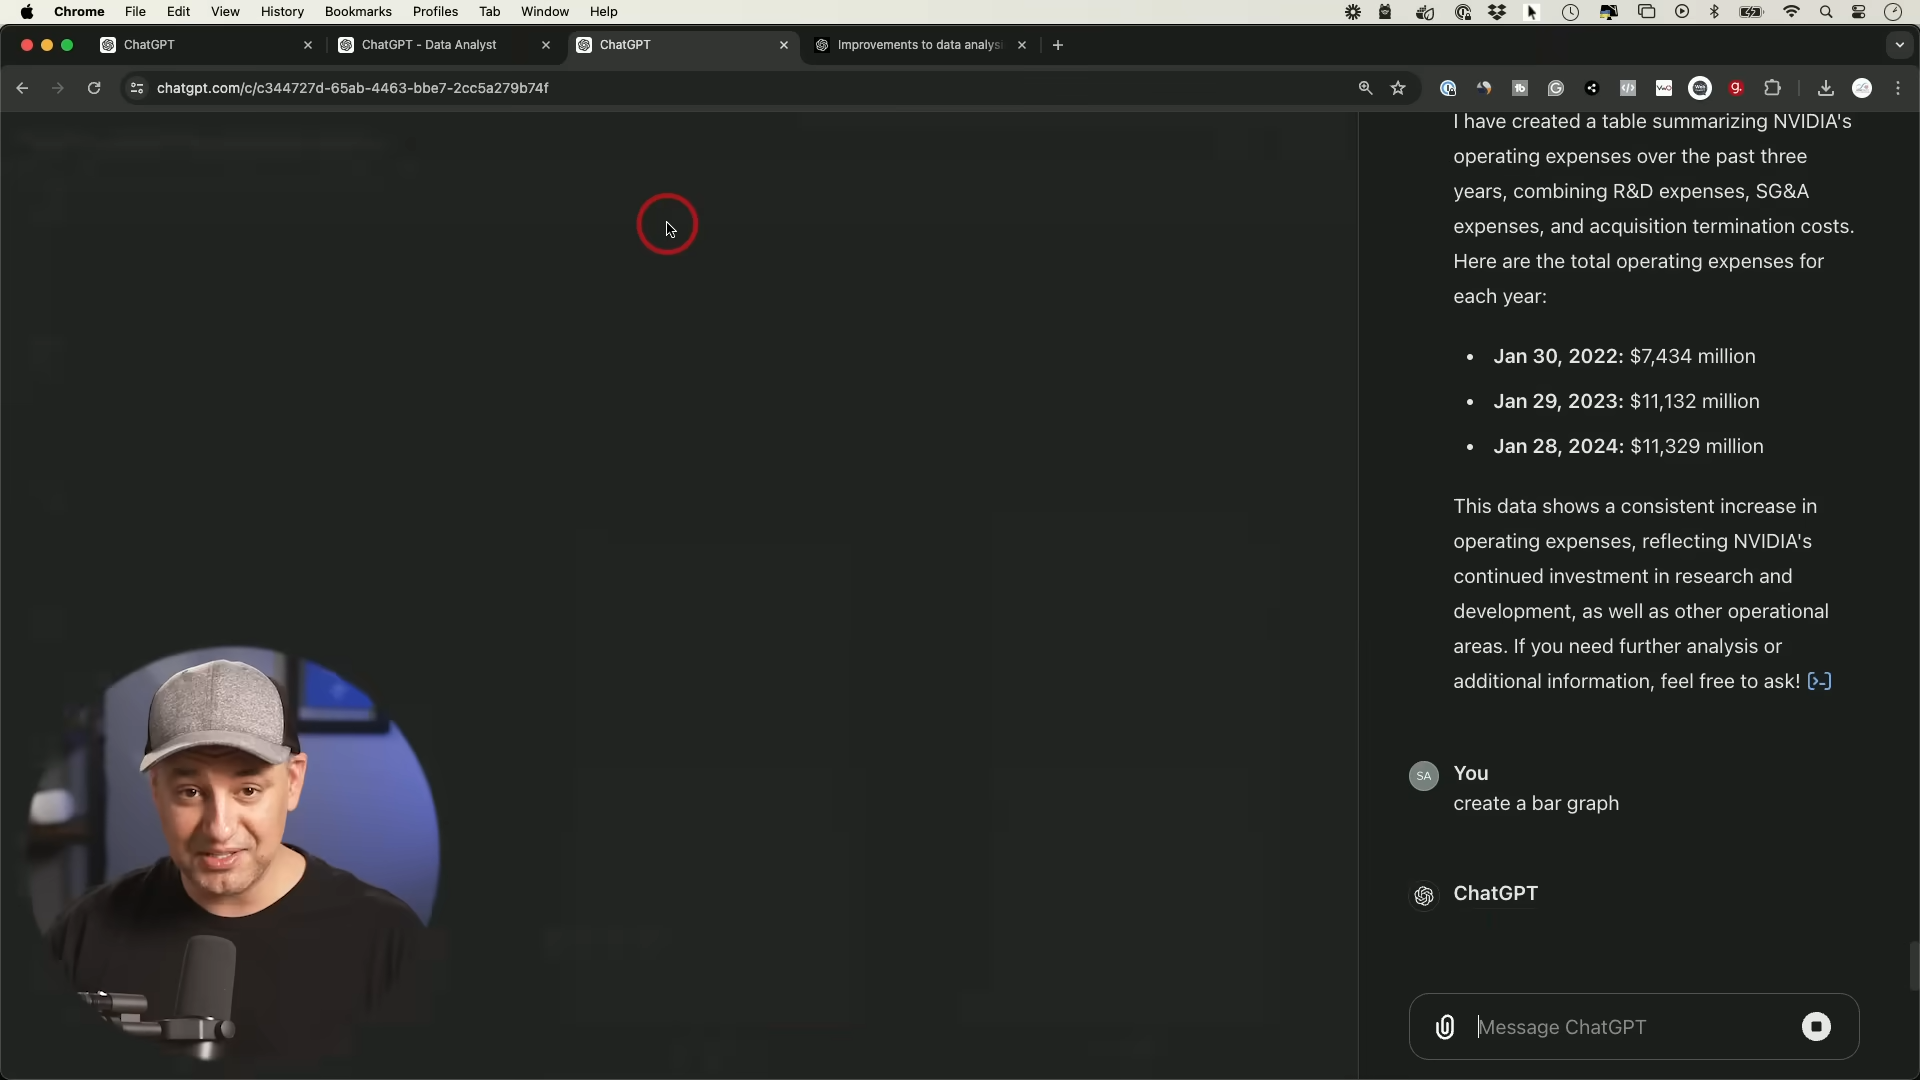 Chrome File Edit View History Bookmarks Profiles Tab Window Help
ChatGPT
ChatGPT - Data Analyst
ChatGPT
Improvements to data analysi
chatgpt.com/c/c344727d-65ab-4463-bbe7-2cc5a279b74f
I have created a table summarizing NVIDIA's
operating expenses over the past three
years, combining R&D expenses, SG&A
expenses, and acquisition termination costs.
Here are the total operating expenses for
each year:
• Jan 30, 2022: $7,434 million
• Jan 29, 2023: $11,132 million
• Jan 28, 2024: $11,329 million
This data shows a consistent increase in
operating expenses, reflecting NVIDIA's
continued investment in research and
development, as well as other operational
areas. If you need further analysis or
additional information, feel free to ask! [>-]
SA
You
create a bar graph
ChatGPT
Message ChatGPT